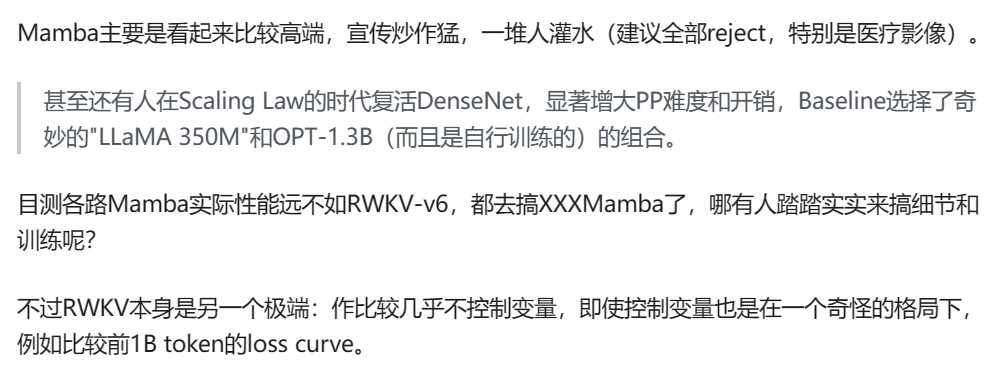 Mamba主要是看起来比较高端，宣传炒作猛，一堆人灌水（建议全部reject，特别是医疗影像）。
甚至还有人在Scaling Law的时代复活DenseNet，显著增大PP难度和开销，Baseline选择了奇
妙的"LLaMA 350M"和OPT-1.3B（而且是自行训练的）的组合。
目测各路Mamba实际性能远不如RWKV-v6，都去搞XXXMamba了，哪有人踏踏实实来搞细节和
训练呢？
不过RWKV本身是另一个极端：作比较几乎不控制变量，即使控制变量也是在一个奇怪的格局下，
例如比较前1B token的loss curve。